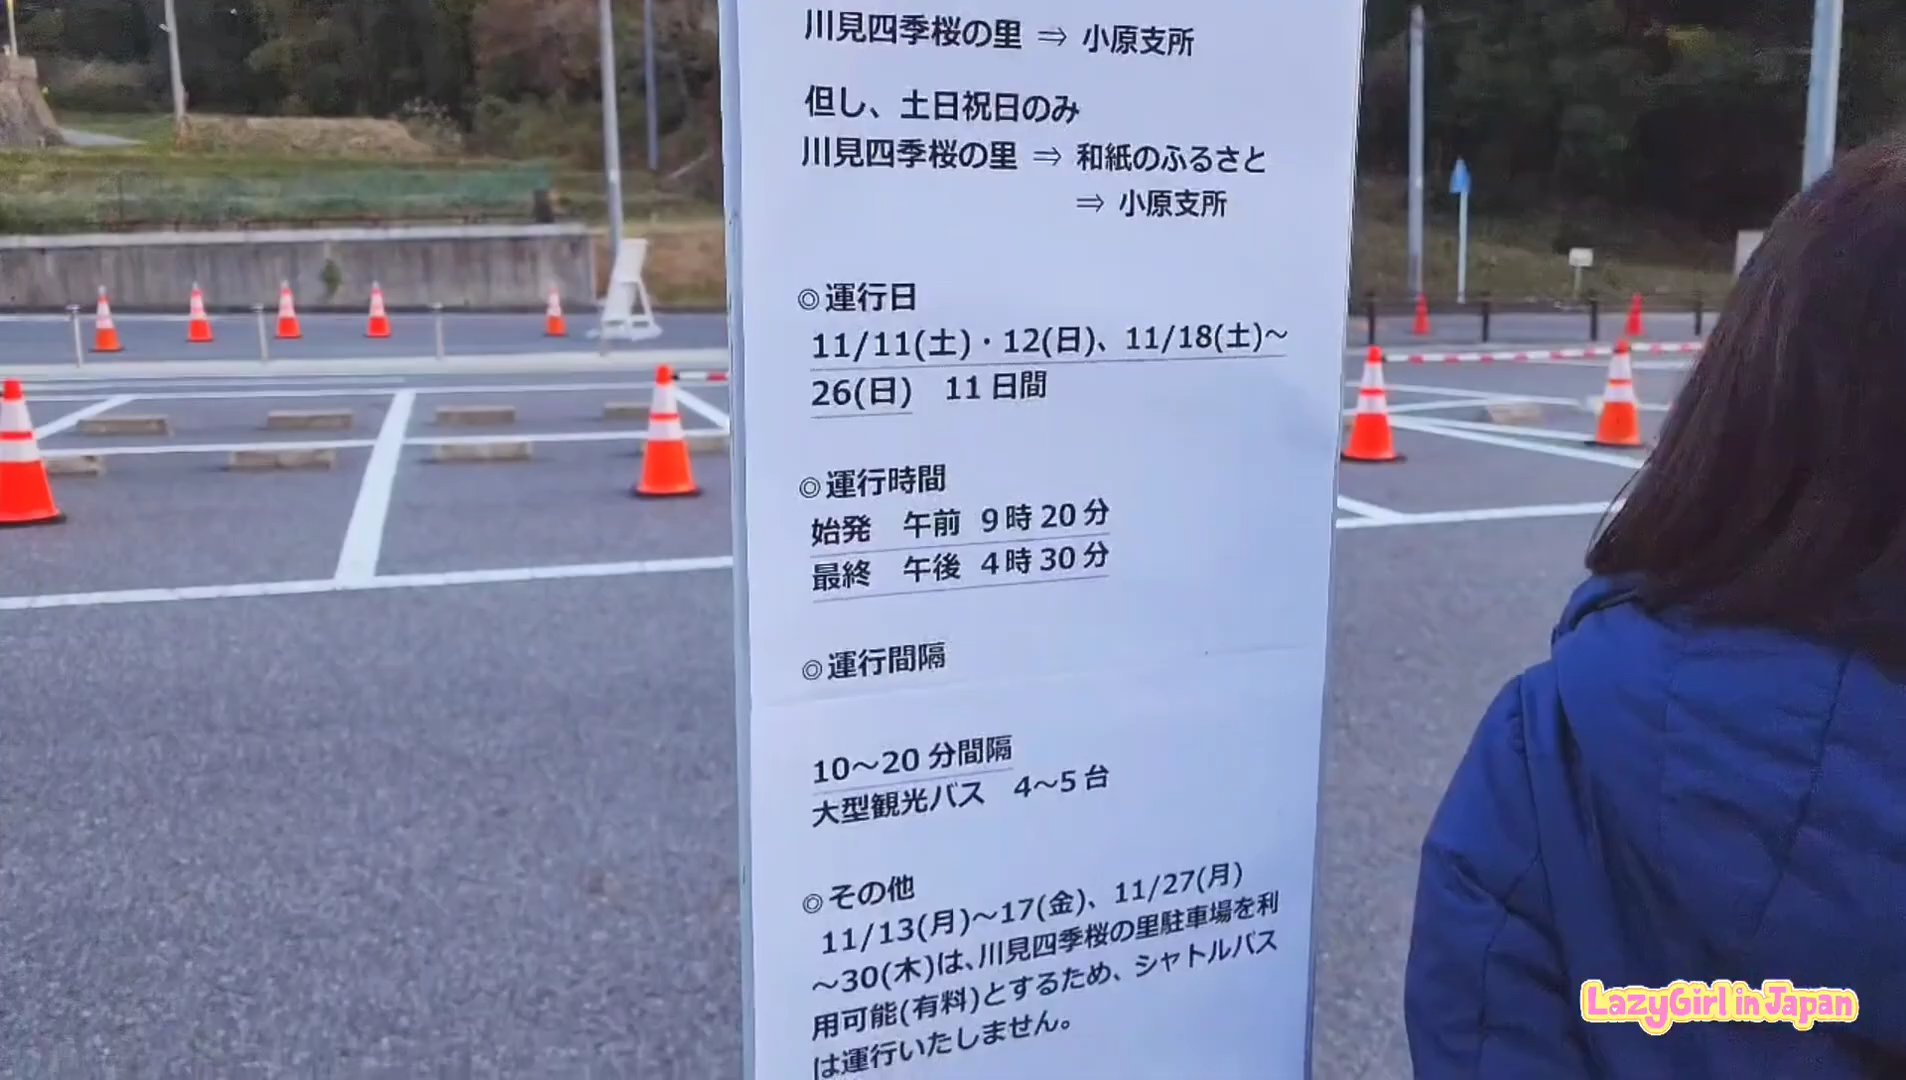 川見四季桜の里 ⇒ 小原支所
但し、土日祝日のみ
川見四季桜の里 ⇒ 和紙のふるさと
⇒ 小原支所
◎運行日
11/11(土)・12(日)、11/18(土)～
26(日) 11日間
◎運行時間
始発 午前 9時20分
最終 午後 4時30分
◎運行間隔
10～20分間隔
大型観光バス 4～5台
◎その他
11/13(月)～17(金)、11/27(月)
～30(木)は、川見四季桜の里駐車場を利
用可能(有料)とするため、シャトルバス
は運行いたしません。
LazyGirl in Japan